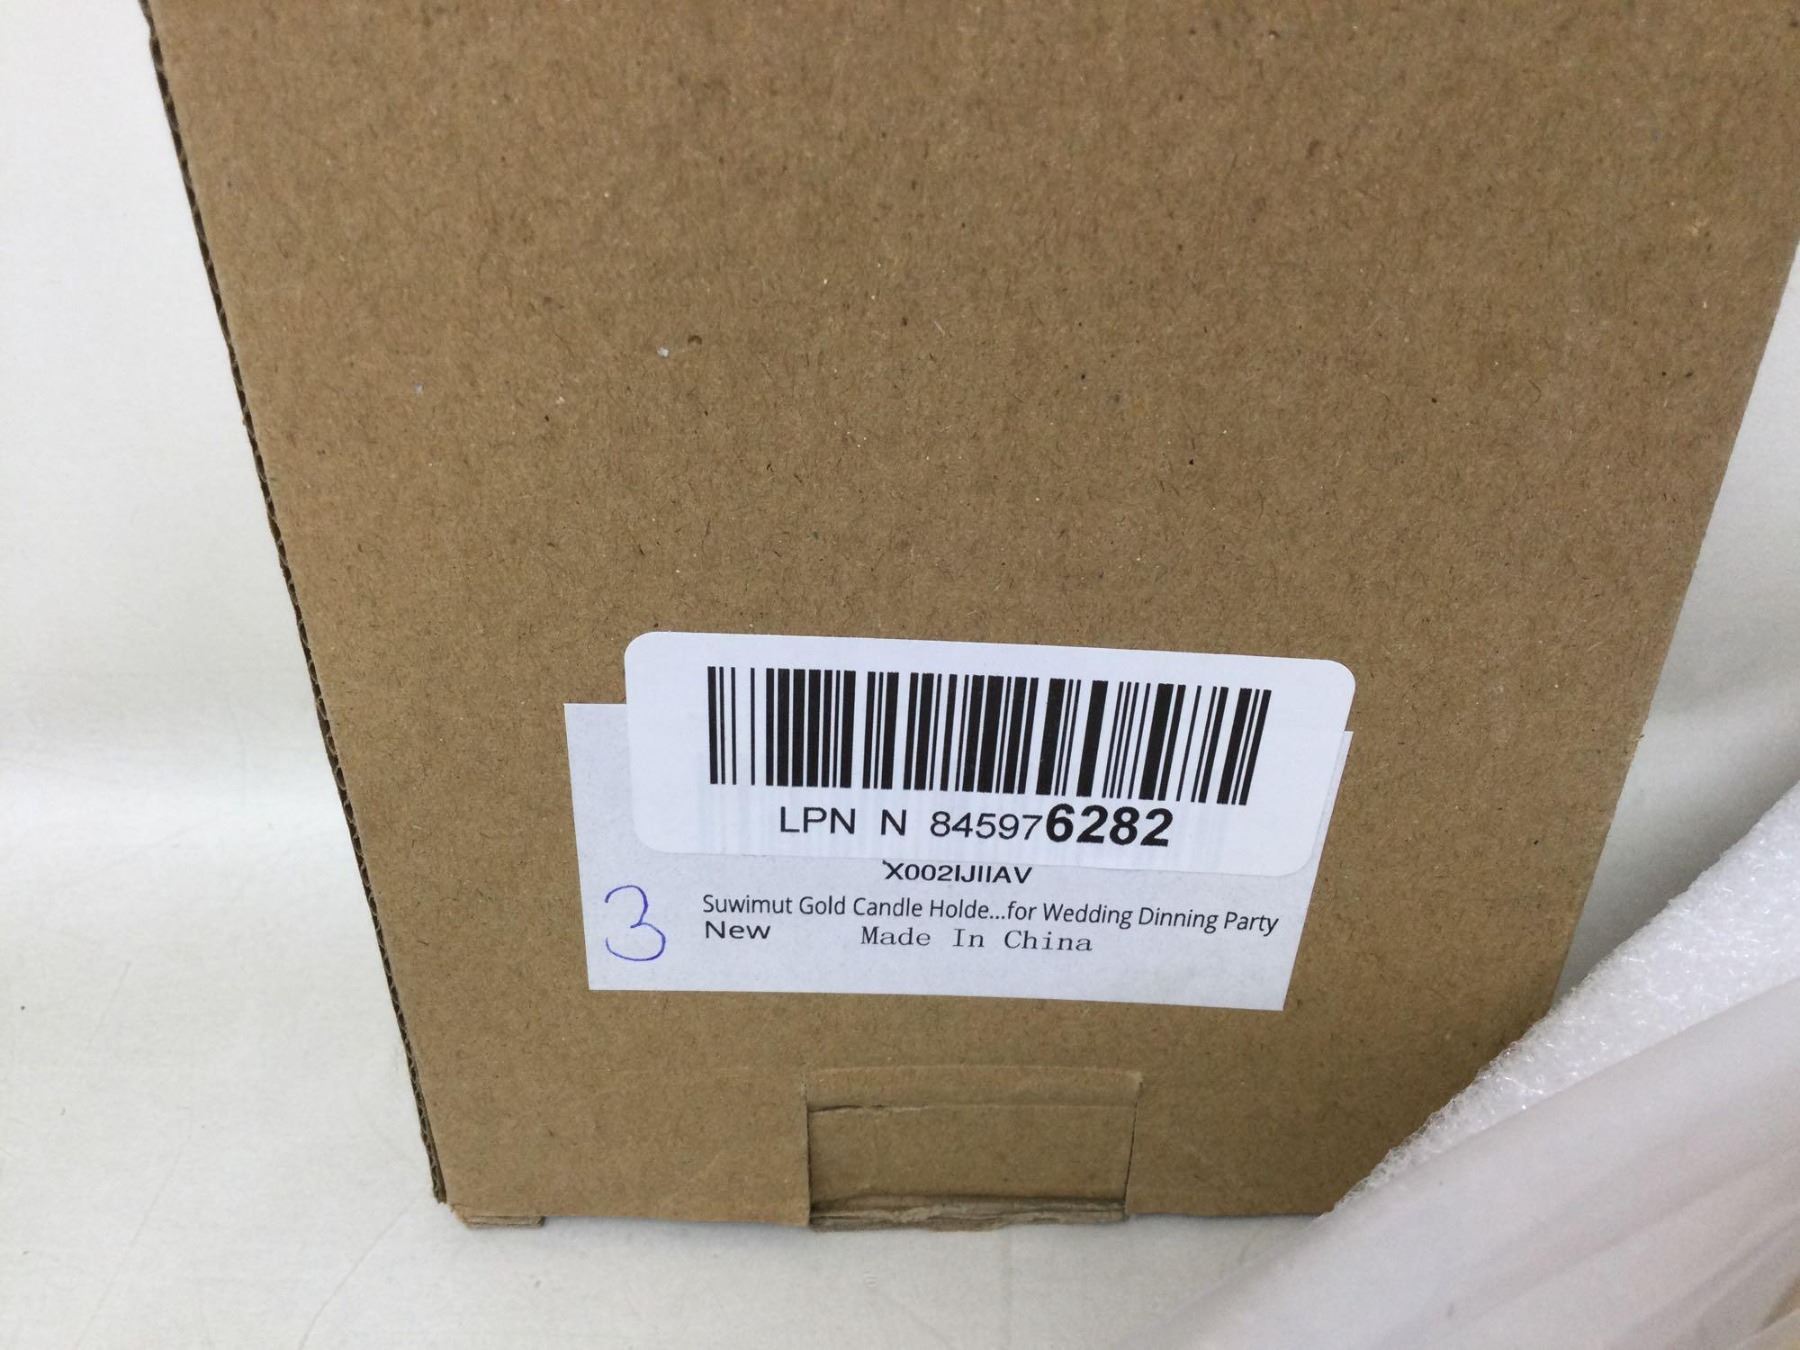 LPN N 845976282
X002IJIIAV
Suwimut Gold Candle Holde...for Wedding Dinning Party
New Made In China
3